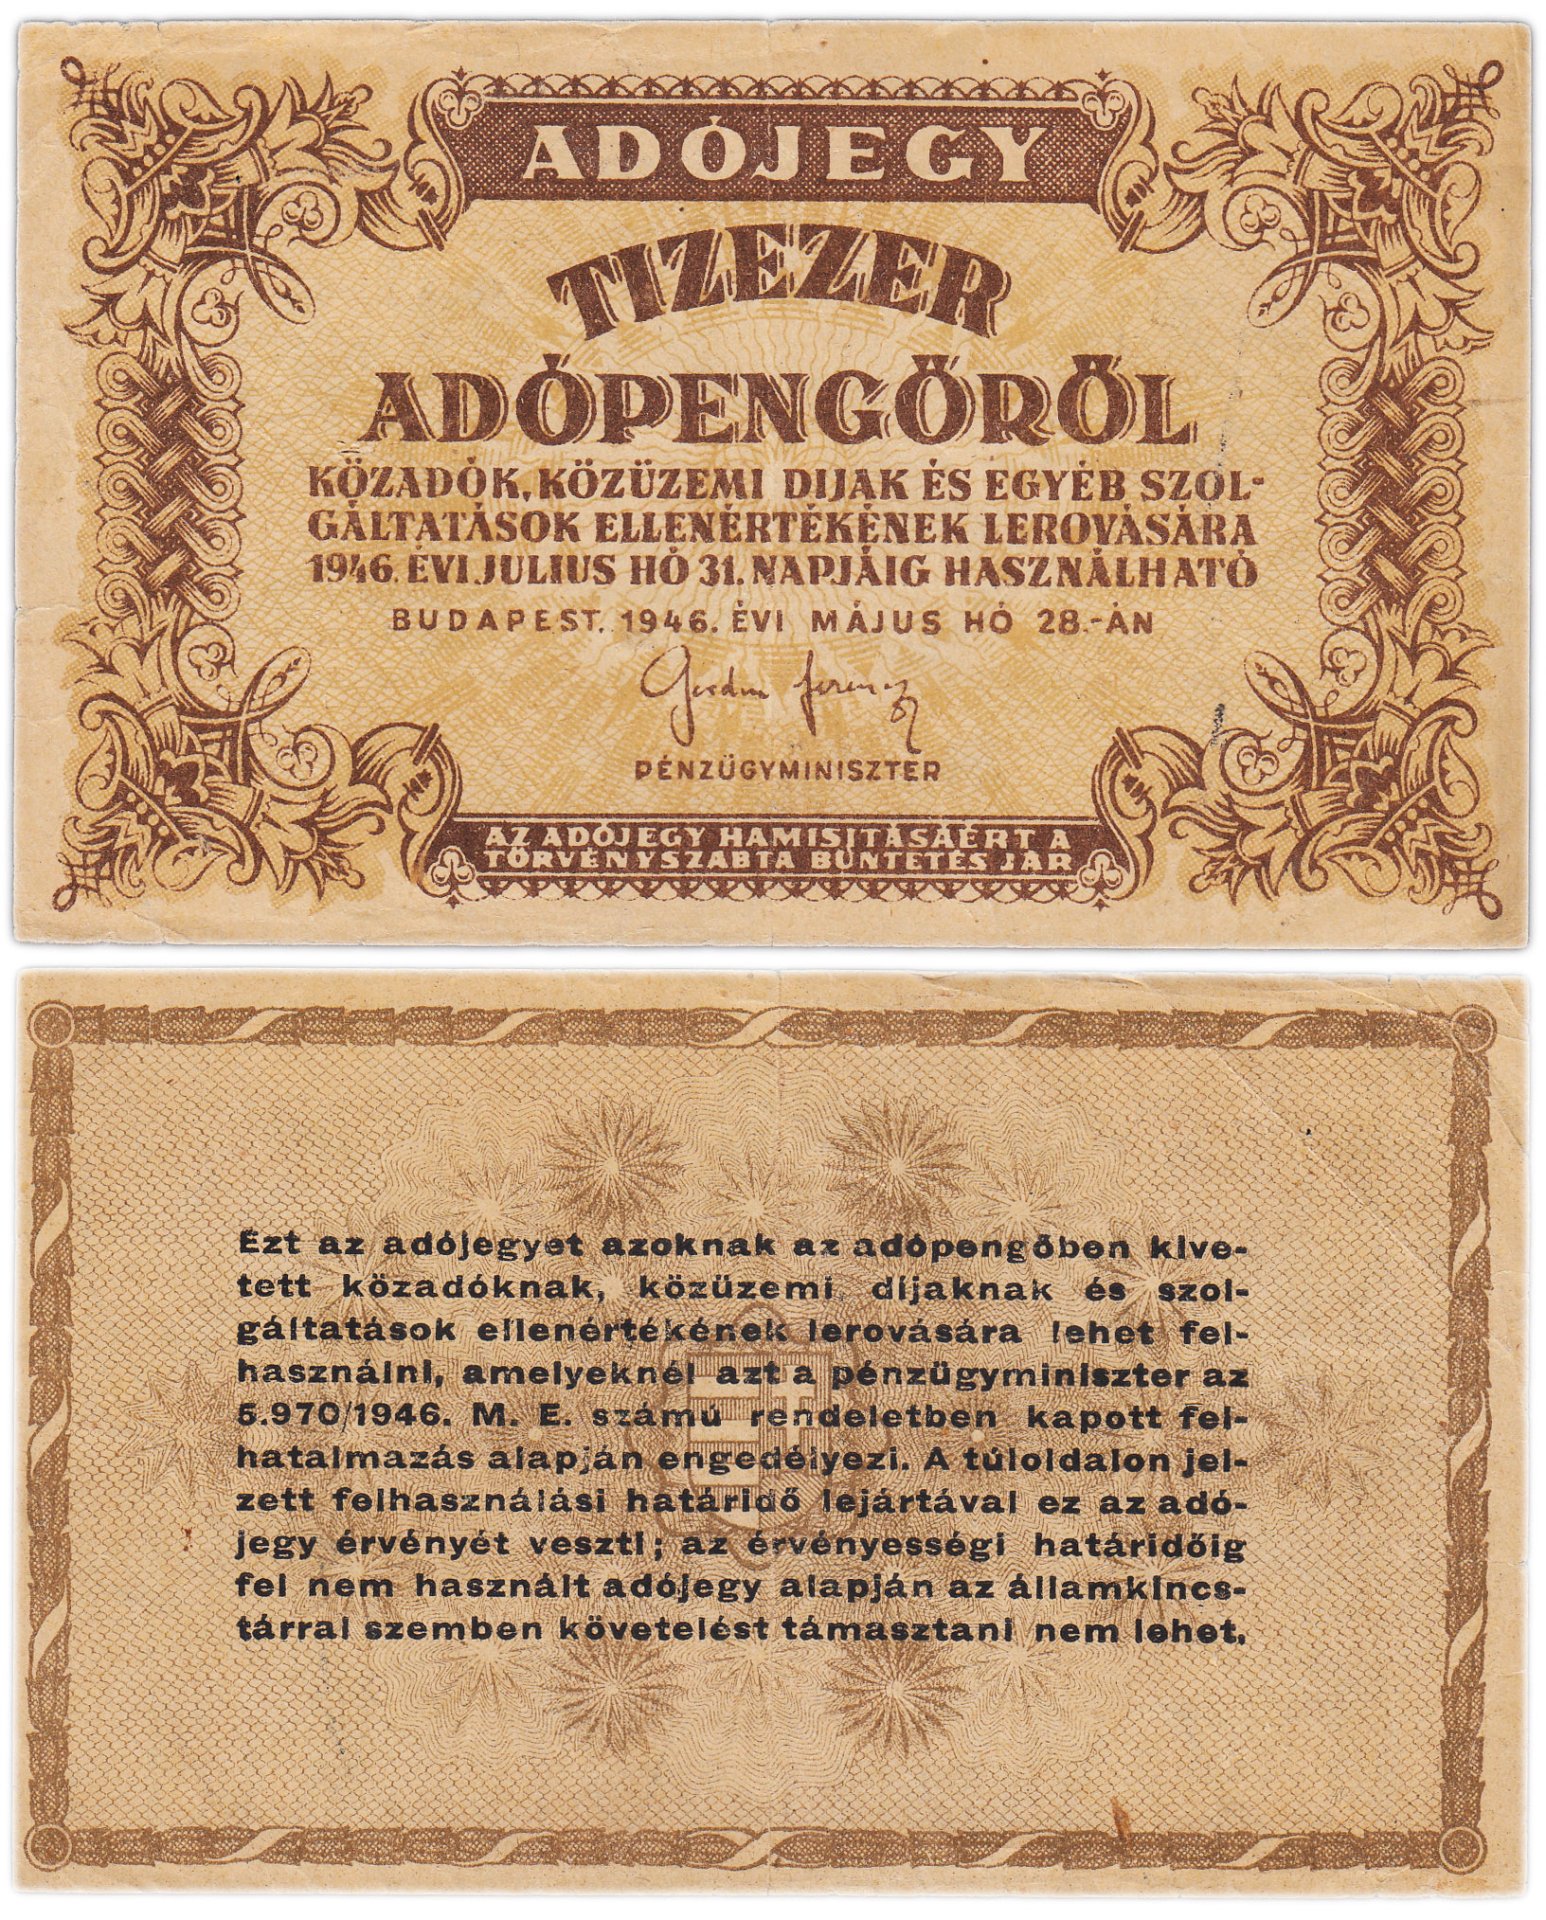 ADÓJEGY
TIZEZER
ADÓPENGŐRŐL
KÖZADÓK, KÖZÜZEMI DIJAK ÉS EGYÉB SZOL-
GÁLTATÁSOK ELLENÉRTÉKÉNEK LEROVÁSÁRA
1946. ÉVI JULIUS HÓ 31. NAPJÁIG HASZNÁLHATÓ
BUDAPEST, 1946. ÉVI MÁJUS HÓ 28.-ÁN
Gordon Ferenc
PÉNZÜGYMINISZTER
AZ ADÓJEGY HAMISITÁSÁÉRT A
TÖRVÉNYSZABTA BÜNTETÉS JÁR
Ezt az adójegyet azoknak az adópengőben kive-
tett közadóknak, közüzemi díjaknak és szol-
gáltatások ellenértékének lerovására lehet fel-
használni, amelyeknél azt a pénzügyminiszter az
5.970/1946. M. E. számú rendeletben kapott fel-
hatalmazás alapján engedélyezi. A túloldalon jel-
zett felhasználási határidő lejártával ez az adó-
jegy érvényét veszti; az érvényességi határidőig
fel nem használt adójegy alapján az államkincs-
tárral szemben követelést támasztani nem lehet.